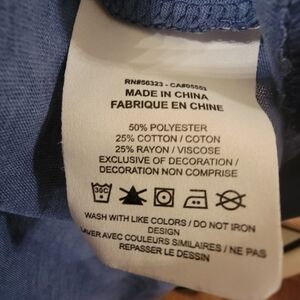 RN#56323 - CA#05553
MADE IN CHINA
FABRIQUE EN CHINE
50% POLYESTER
25% COTTON / COTON
25% RAYON / VISCOSE
EXCLUSIVE OF DECORATION /
DECORATION NON COMPRISE
WASH WITH LIKE COLORS / DO NOT IRON
DESIGN
LAVER AVEC COULEURS SIMILAIRES / NE PAS
REPASSER LE DESSIN